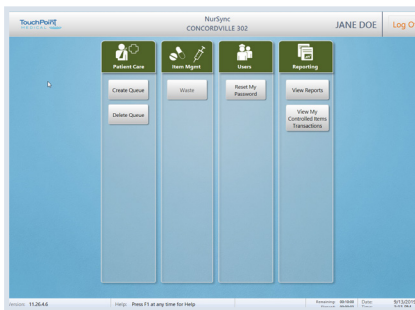 TouchPoint
MEDICAL
NurSync
CONCORDVILLE 302
JANE DOE
Log O
Patient Care
Item Mgmt
Users
Reporting
Create Queue
Waste
Reset My
Password
View Reports
Delete Queue
View My
Controlled Items
Transactions
Version: 11.26.4.6
Help: Press F1 at any time for Help
Remaining
Date:
9/13/201